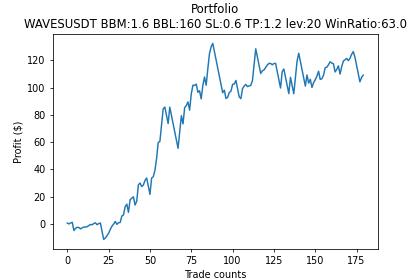 Portfolio
WAVESUSDT BBM:1.6 BBL:160 SL:0.6 TP:1.2 lev:20 WinRatio:63.0
Profit ($)
120
100
80
60
40
20
0
0 25 50 75 100 125 150 175
Trade counts